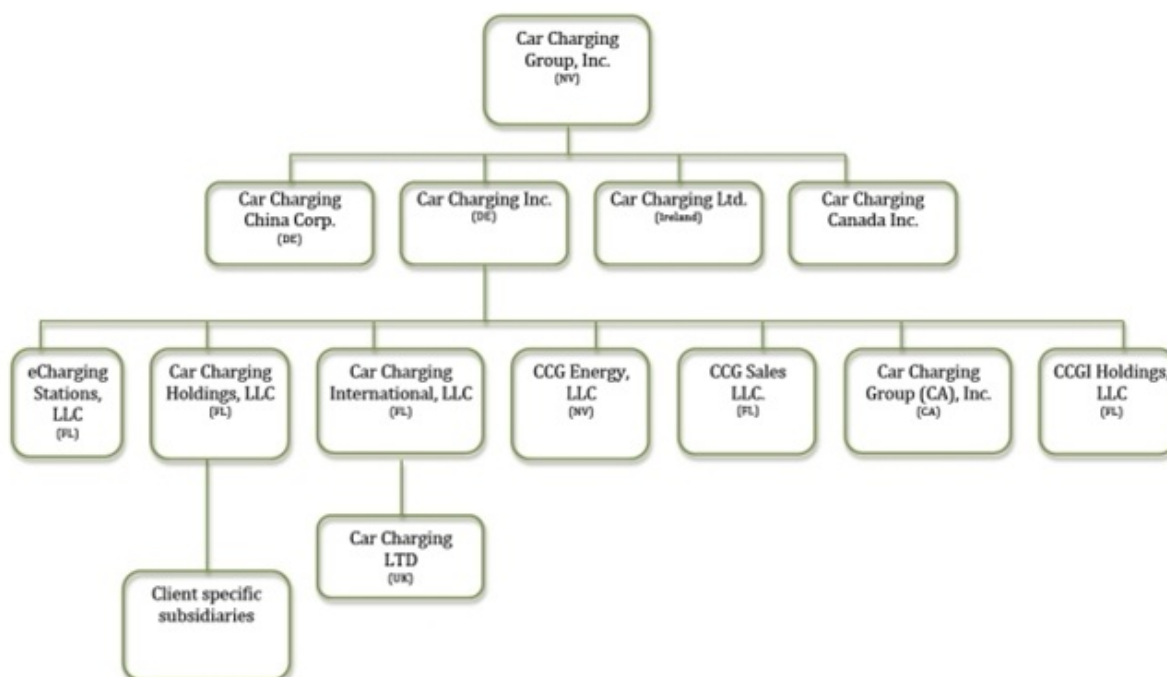 Car Charging
Group, Inc.
(NV)
Car Charging
China Corp.
(DE)
Car Charging Inc.
(DE)
Car Charging Ltd.
(Ireland)
Car Charging
Canada Inc.
eCharging
Stations,
LLC
(FL)
Car Charging
Holdings, LLC
(FL)
Car Charging
International, LLC
(FL)
CCG Energy,
LLC
(NV)
CCG Sales
LLC.
(FL)
Car Charging
Group (CA), Inc.
(CA)
CCGI Holdings,
LLC
(FL)
Car Charging
LTD
(UK)
Client specific
subsidiaries